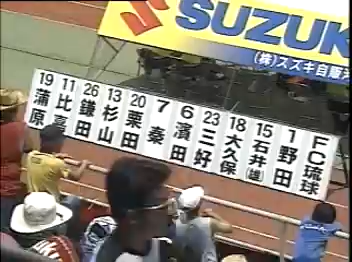 SUZUK
(株)スズキ自販
FC琉球
1 野田
15 石井(雄)
18 大久保
23 三好
6 濱田
7 秦
20 栗田
13 杉山
26 鎌田
11 比嘉
19 蒲原